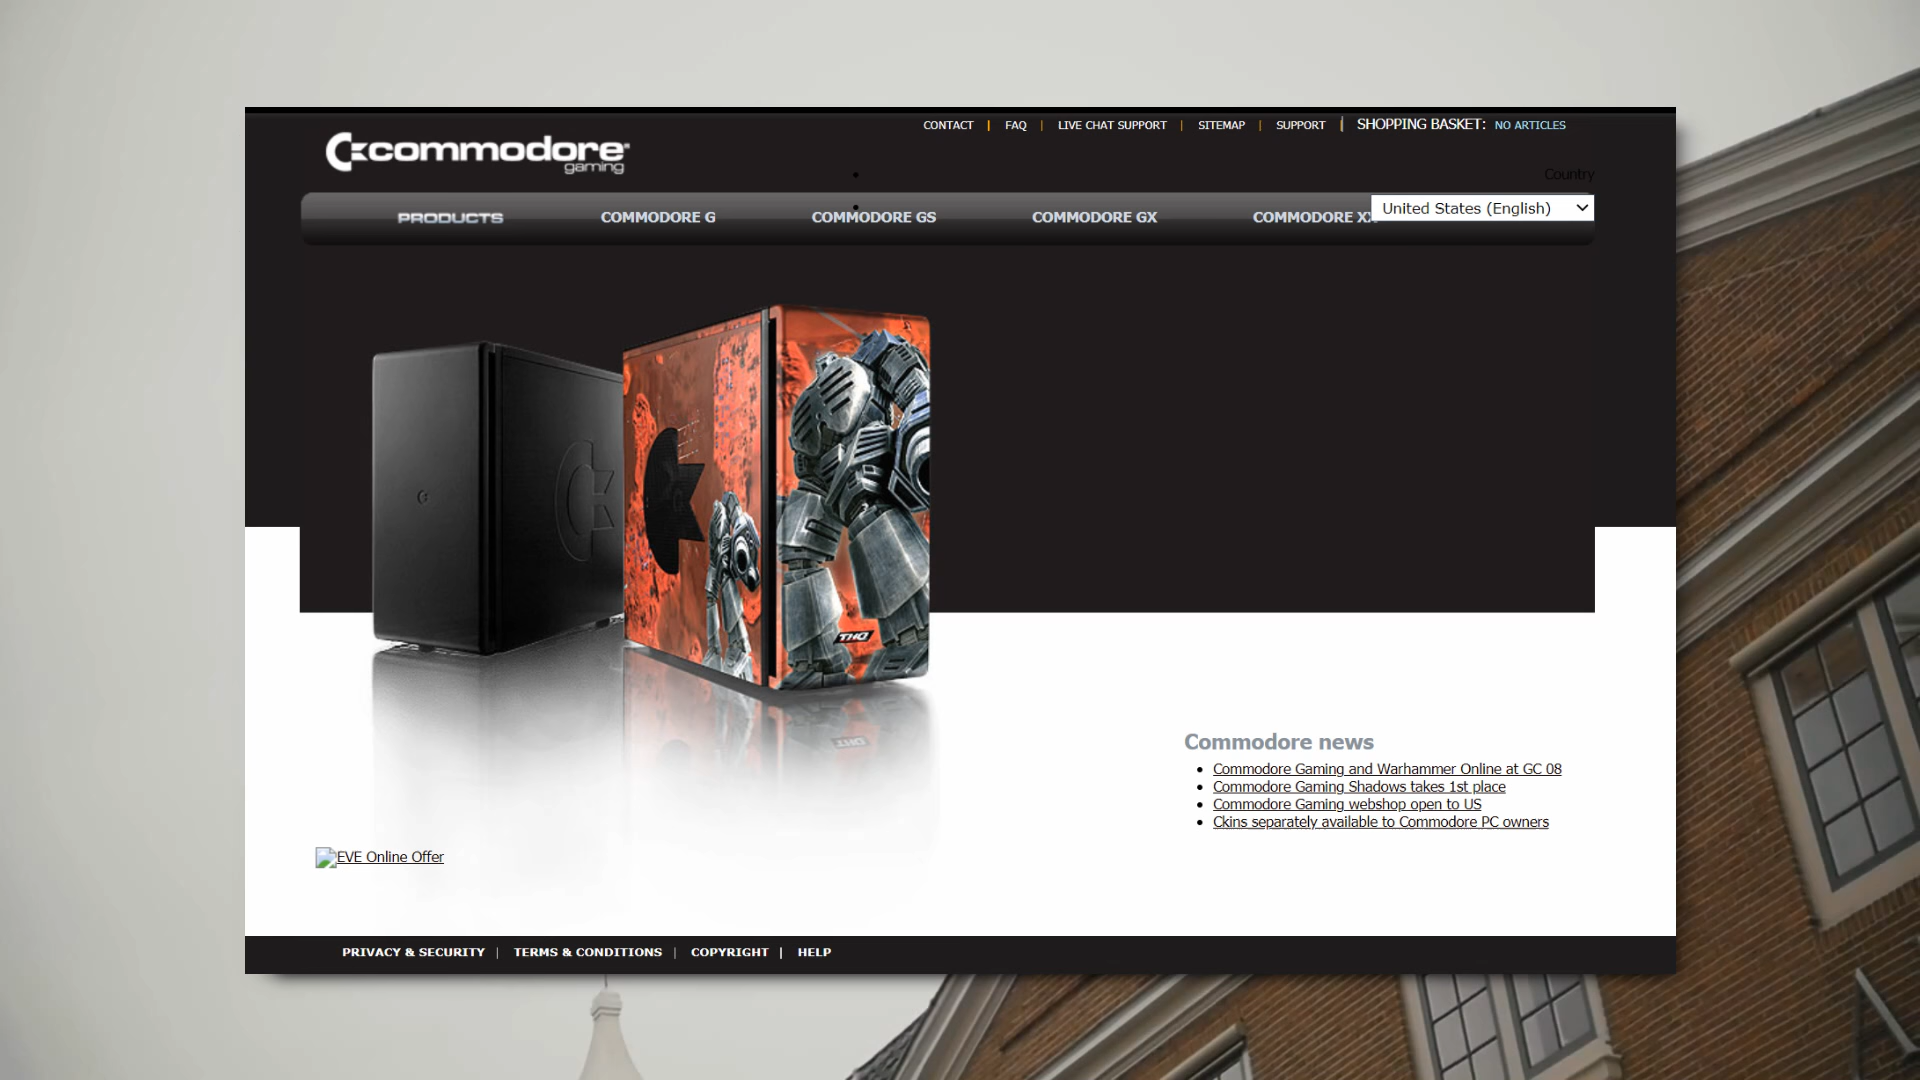 CONTACT | FAQ | LIVE CHAT SUPPORT | SITEMAP | SUPPORT | SHOPPING BASKET: NO ARTICLES
commodore
gaming
Country
United States (English)
PRODUCTS COMMODORE G COMMODORE GS COMMODORE GX COMMODORE XX
THQ
Commodore news
• Commodore Gaming and Warhammer Online at GC 08
• Commodore Gaming Shadows takes 1st place
• Commodore Gaming webshop open to US
• Ckins separately available to Commodore PC owners
EVE Online Offer
PRIVACY & SECURITY | TERMS & CONDITIONS | COPYRIGHT | HELP